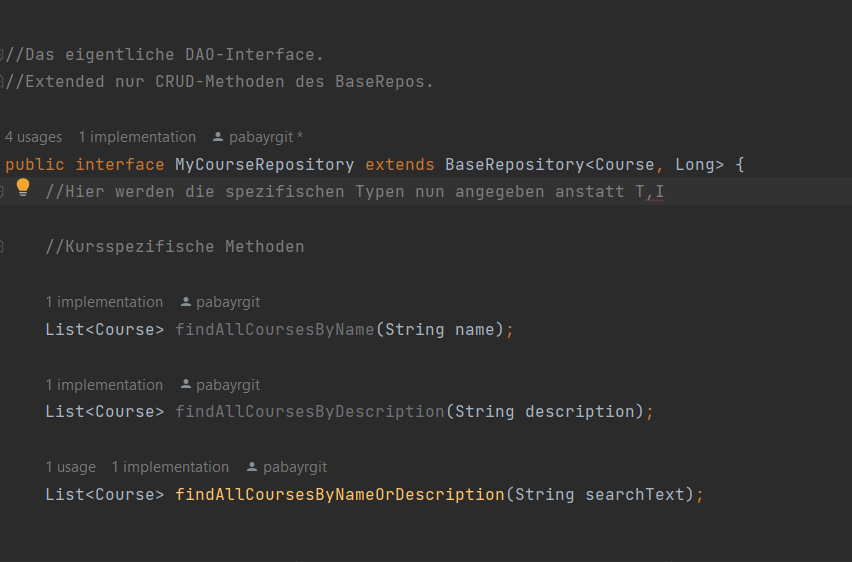 //Das eigentliche DAO-Interface.
//Extended nur CRUD-Methoden des BaseRepos.
4 usages 1 implementation pabayrgit *
public interface MyCourseRepository extends BaseRepository<Course, Long> {
//Hier werden die spezifischen Typen nun angegeben anstatt T,I
//Kursspezifische Methoden
1 implementation pabayrgit
List<Course> findAllCoursesByName(String name);
1 implementation pabayrgit
List<Course> findAllCoursesByDescription(String description);
1 usage 1 implementation pabayrgit
List<Course> findAllCoursesByNameOrDescription(String searchText);